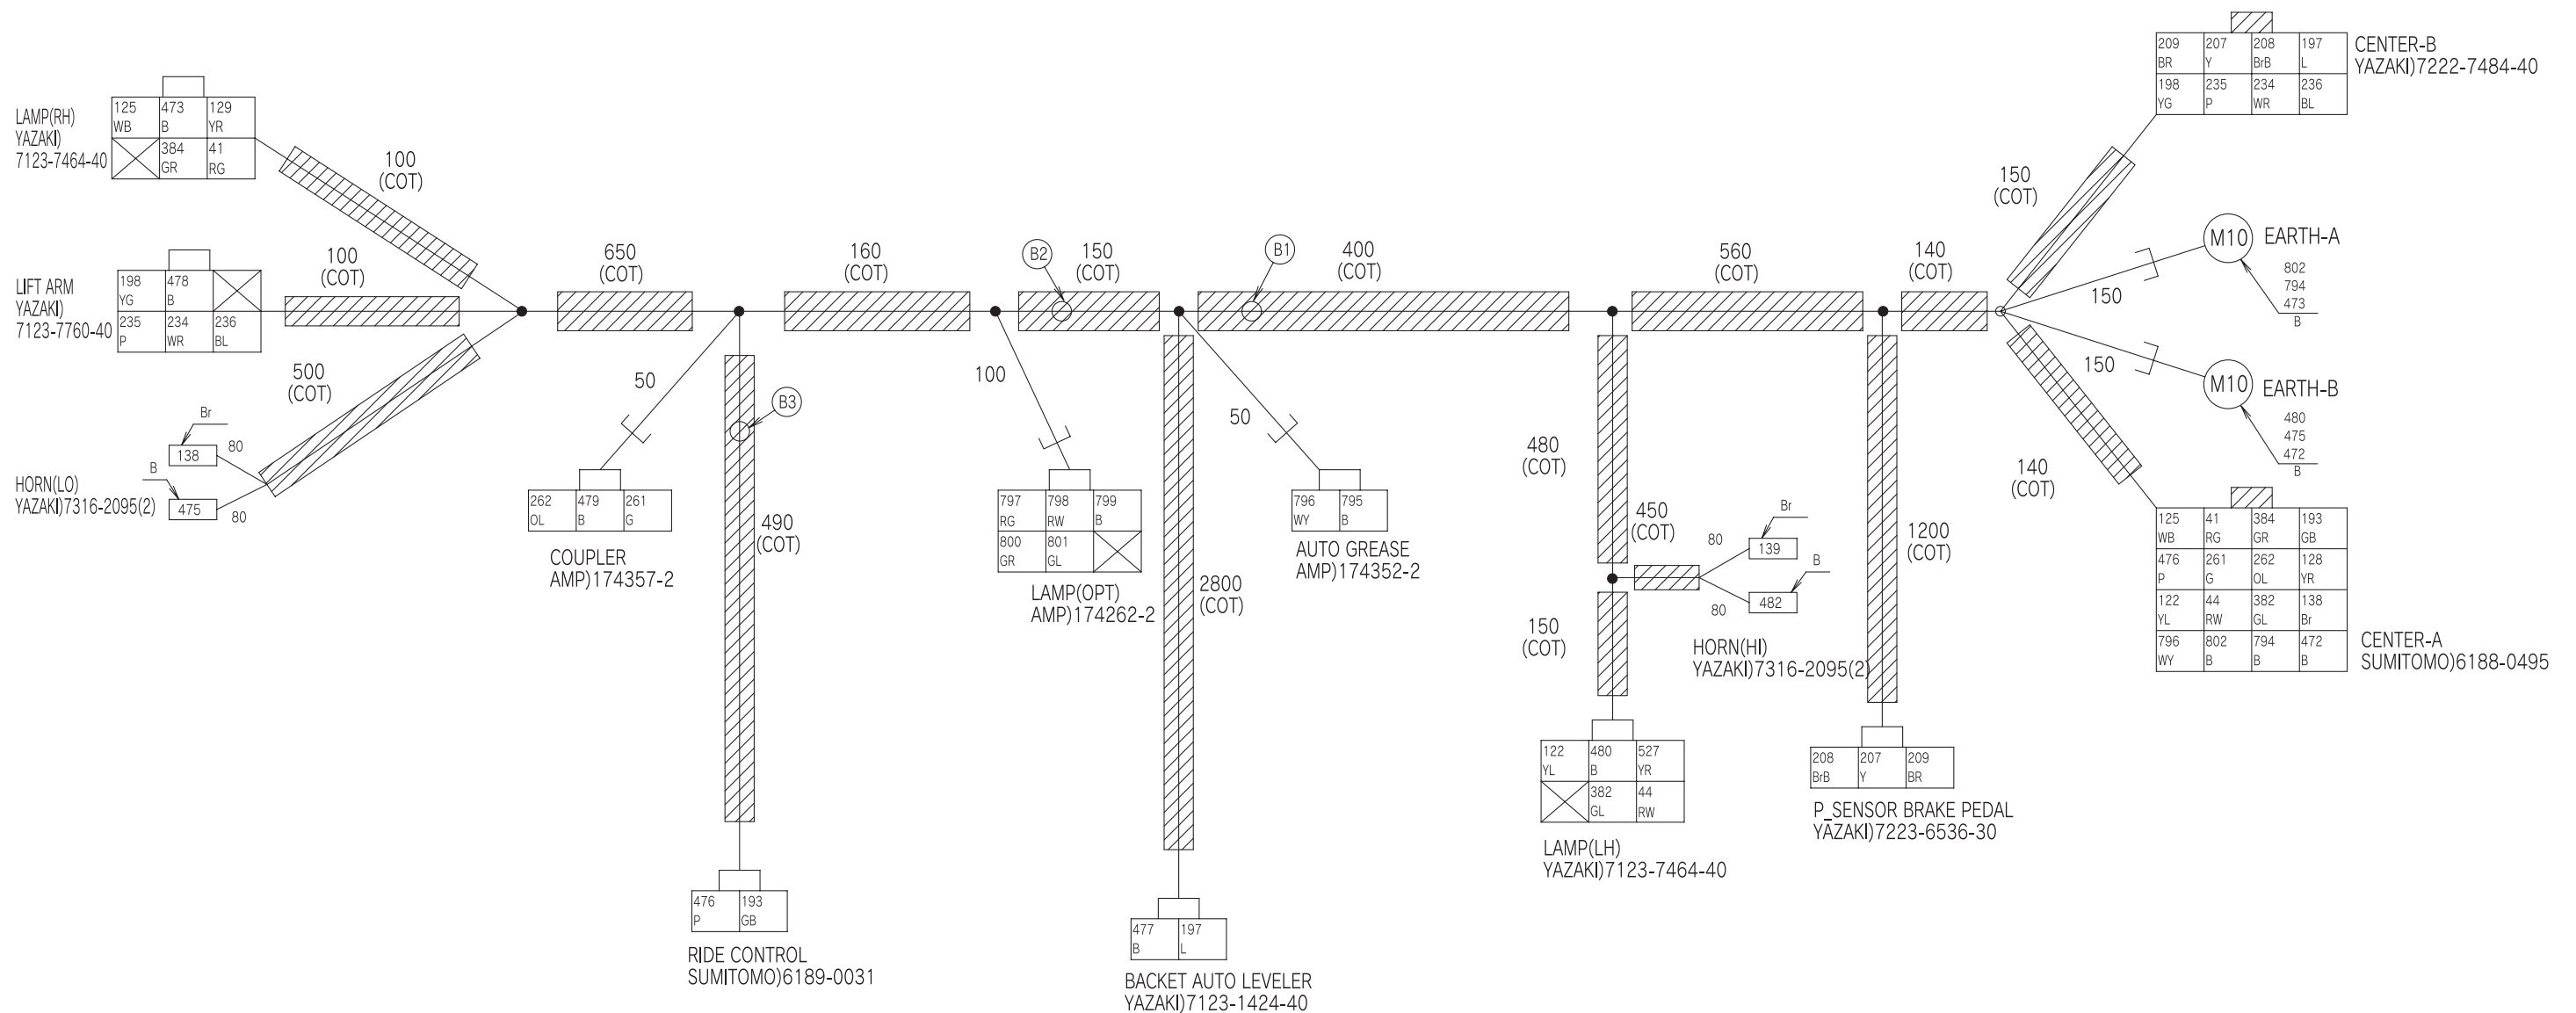 LAMP(RH)
YAZAKI)
7123-7464-40
125 473 129
WB B YR
384 41
GR RG
100
(COT)
LIFT ARM
YAZAKI)
7123-7760-40
198 478
YG B
235 234 236
P WR BL
100
(COT)
500
(COT)
Br
138
80
B
475
80
HORN(LO)
YAZAKI)7316-2095(2)
650
(COT)
50
262 479 261
OL B G
COUPLER
AMP)174357-2
B3
490
(COT)
476 193
P GB
RIDE CONTROL
SUMITOMO)6189-0031
160
(COT)
100
797 798 799
RG RW B
800 801
GR GL
LAMP(OPT)
AMP)174262-2
B2
150
(COT)
2800
(COT)
477 197
B L
BACKET AUTO LEVELER
YAZAKI)7123-1424-40
50
796 795
WY B
AUTO GREASE
AMP)174352-2
B1
400
(COT)
480
(COT)
450
(COT)
80
Br
139
B
80
482
HORN(HI)
YAZAKI)7316-2095(2)
150
(COT)
122 480 527
YL B YR
382 44
GL RW
LAMP(LH)
YAZAKI)7123-7464-40
560
(COT)
1200
(COT)
208 207 209
BrB Y BR
P_SENSOR BRAKE PEDAL
YAZAKI)7223-6536-30
140
(COT)
150
(COT)
209 207 208 197
BR Y BrB L
198 235 234 236
YG P WR BL
CENTER-B
YAZAKI)7222-7484-40
150
M10
EARTH-A
802
794
473
B
150
M10
EARTH-B
480
475
472
B
140
(COT)
125 41 384 193
WB RG GR GB
476 261 262 128
P G OL YR
122 44 382 138
YL RW GL Br
796 802 794 472
WY B B B
CENTER-A
SUMITOMO)6188-0495